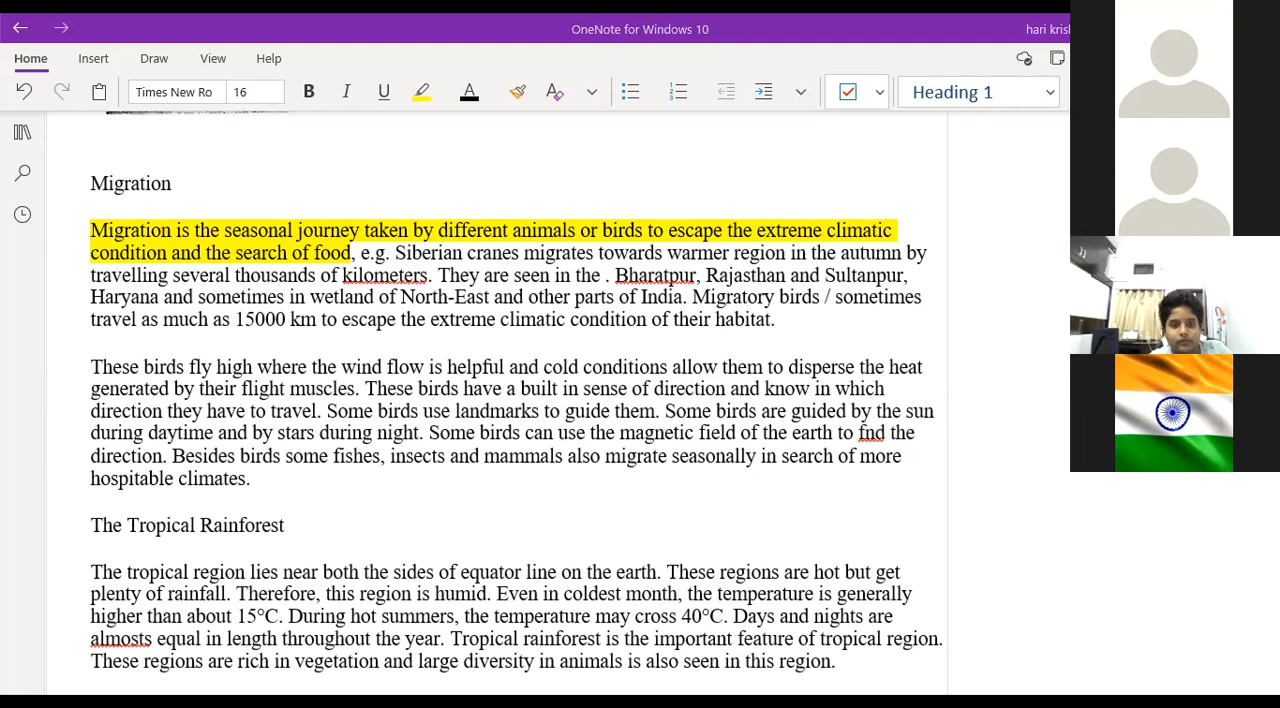 OneNote for Windows 10
hari krish
Home Insert Draw View Help
Times New Ro 16 B I U A A Heading 1
Migration
Migration is the seasonal journey taken by different animals or birds to escape the extreme climatic
condition and the search of food, e.g. Siberian cranes migrates towards warmer region in the autumn by
travelling several thousands of kilometers. They are seen in the . Bharatpur, Rajasthan and Sultanpur,
Haryana and sometimes in wetland of North-East and other parts of India. Migratory birds / sometimes
travel as much as 15000 km to escape the extreme climatic condition of their habitat.
These birds fly high where the wind flow is helpful and cold conditions allow them to disperse the heat
generated by their flight muscles. These birds have a built in sense of direction and know in which
direction they have to travel. Some birds use landmarks to guide them. Some birds are guided by the sun
during daytime and by stars during night. Some birds can use the magnetic field of the earth to fnd the
direction. Besides birds some fishes, insects and mammals also migrate seasonally in search of more
hospitable climates.
The Tropical Rainforest
The tropical region lies near both the sides of equator line on the earth. These regions are hot but get
plenty of rainfall. Therefore, this region is humid. Even in coldest month, the temperature is generally
higher than about 15°C. During hot summers, the temperature may cross 40°C. Days and nights are
almosts equal in length throughout the year. Tropical rainforest is the important feature of tropical region.
These regions are rich in vegetation and large diversity in animals is also seen in this region.